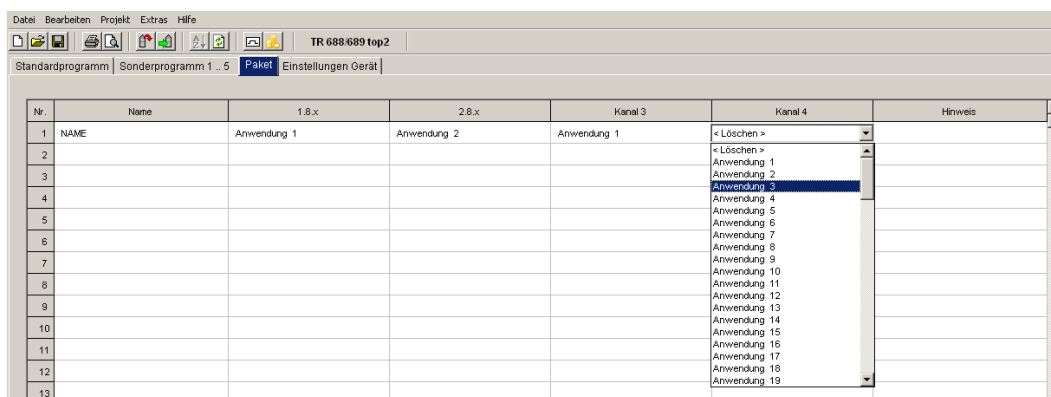 Datei Bearbeiten Projekt Extras Hilfe
TR 688/689 top2
Standardprogramm Sonderprogramm 1 .. 5 Paket Einstellungen Gerät
Nr. Name 1.8.x 2.8.x Kanal 3 Kanal 4 Hinweis
1 NAME Anwendung 1 Anwendung 2 Anwendung 1 < Löschen >
2
3
4
5
6
7
8
9
10
11
12
13
< Löschen >
Anwendung 1
Anwendung 2
Anwendung 3
Anwendung 4
Anwendung 5
Anwendung 6
Anwendung 7
Anwendung 8
Anwendung 9
Anwendung 10
Anwendung 11
Anwendung 12
Anwendung 13
Anwendung 14
Anwendung 15
Anwendung 16
Anwendung 17
Anwendung 18
Anwendung 19